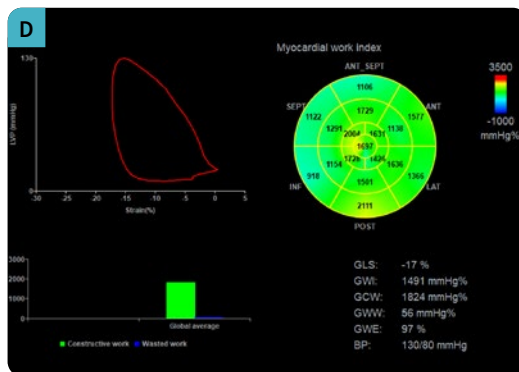 D
Myocardial work index
ANT_SEPT
SEPT
ANT
INF
LAT
POST
1106
1729
1122
1577
1291
2004
1631
1138
1697
1154
1728
1436
1636
918
1366
1501
2111
3500
-1000
mmHg%
130
LVP (mmHg)
0
-30 -25 -20 -15 -10 -5 0 5
Strain(%)
3000
2000
1000
0
Global average
Constructive work Wasted work
GLS: -17 %
GWI: 1491 mmHg%
GCW: 1824 mmHg%
GWW: 56 mmHg%
GWE: 97 %
BP: 130/80 mmHg